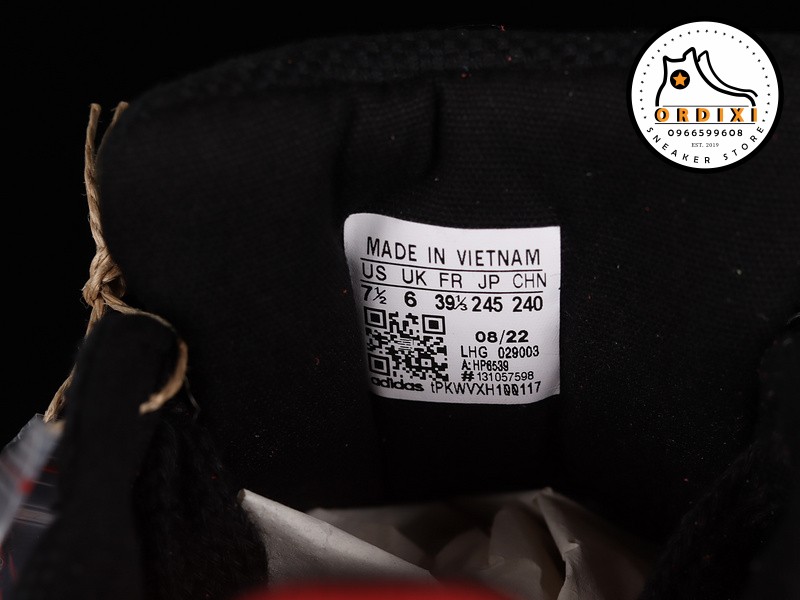 ORDIXI
0966599608
EST. 2019
SNEAKER STORE
MADE IN VIETNAM
US UK FR JP CHN
7½ 6 39⅓ 245 240
08/22
LHG 029003
A: HP6539
# 131057598
adidas tPKWVXH100117